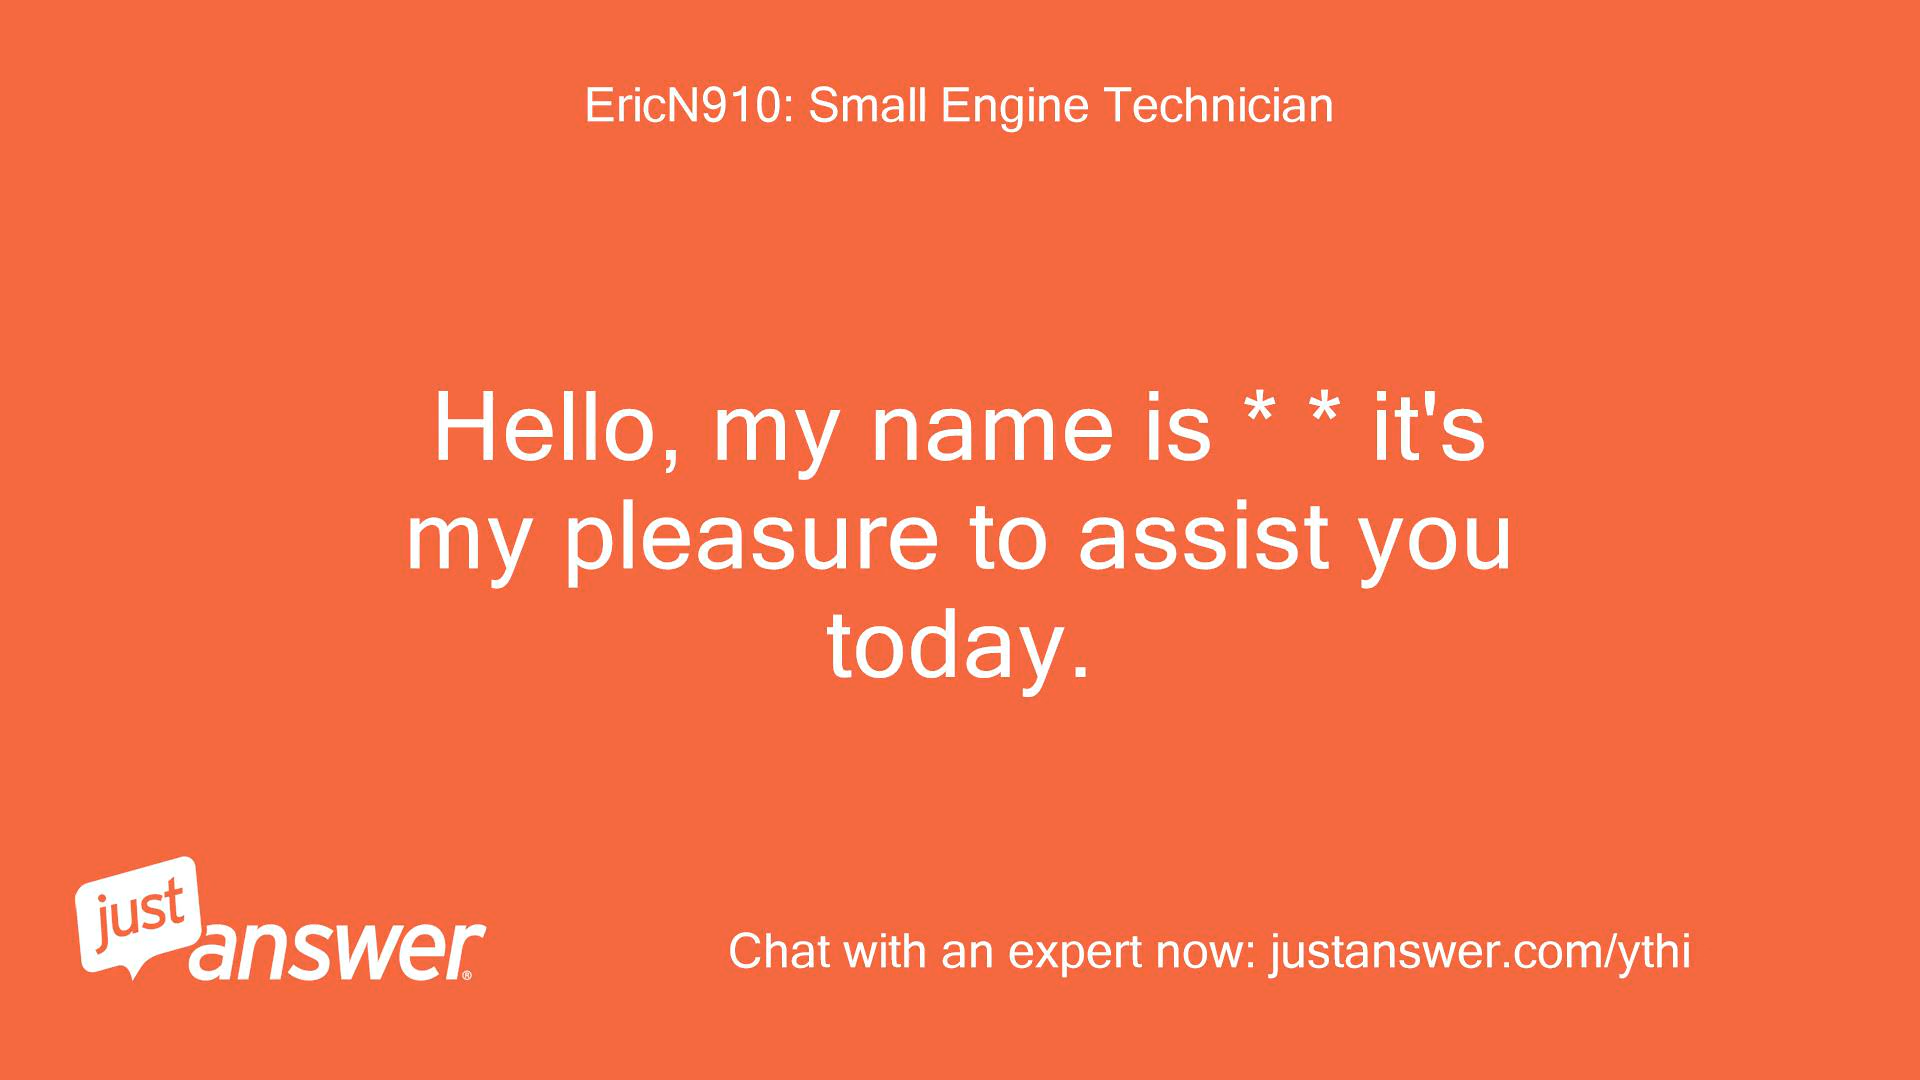 EricN910: Small Engine Technician
Hello, my name is * * it's
my pleasure to assist you
today.
just
answer®
Chat with an expert now: justanswer.com/ythi